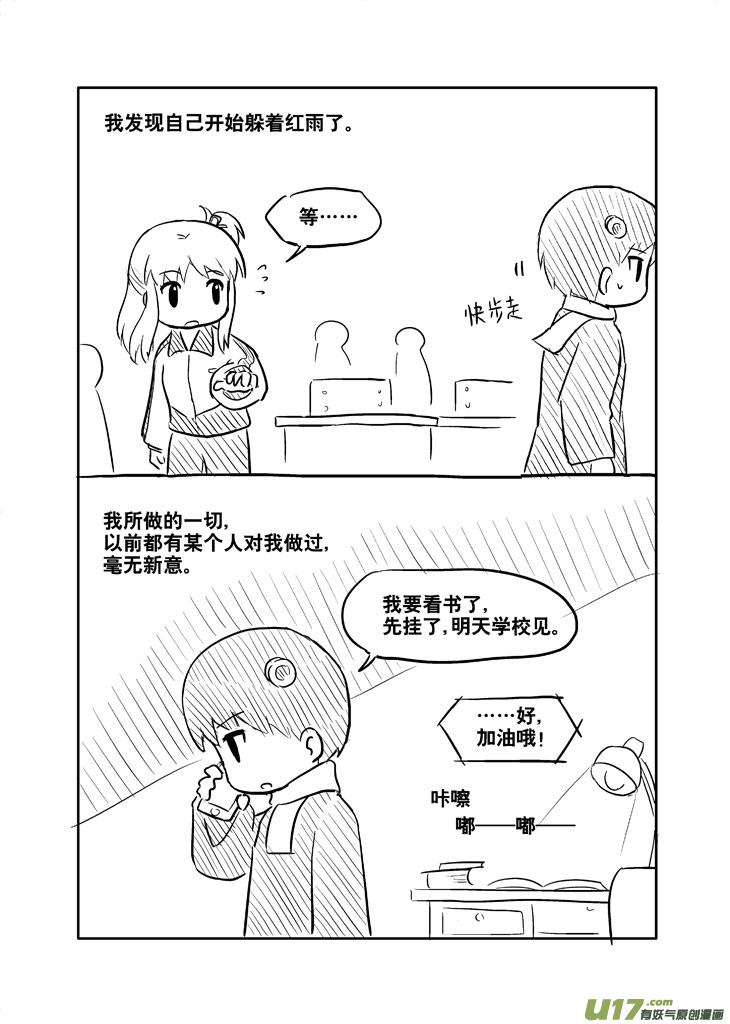 我发现自己开始躲着红雨了。
等……
快步走
我所做的一切，
以前都有某个人对我做过，
毫无新意。
我要看书了，
先挂了，明天学校见。
……好，
加油哦！
咔嚓
嘟——嘟——
U17.COM
有妖气原创漫画